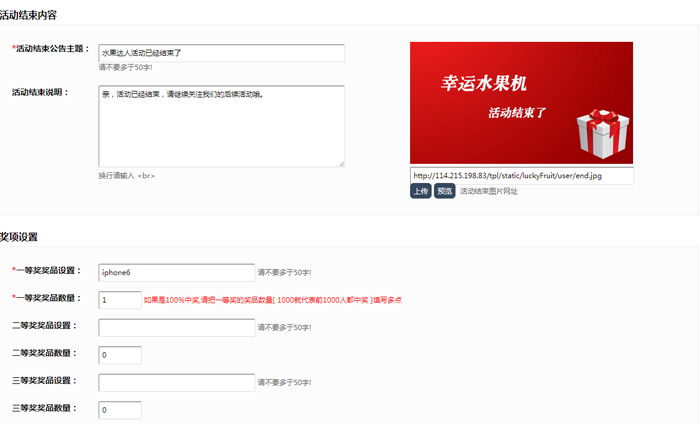 活动结束内容
*活动结束公告主题：
水果达人活动已经结束了
请不要多于50字!
活动结束说明：
亲，活动已经结束，请继续关注我们的后续活动哦。
换行请输入 <br>
幸运水果机
活动结束了
http://114.215.198.83/tpl/static/luckyFruit/user/end.jpg
上传 预览 活动结束图片网址
奖项设置
*一等奖奖品设置： iphone6 请不要多于50字!
*一等奖奖品数量： 1 如果是100%中奖,请把一等奖的奖品数量[ 1000就代表前1000人都中奖 ]填写多点
二等奖奖品设置： 请不要多于50字!
二等奖奖品数量： 0
三等奖奖品设置： 请不要多于50字!
三等奖奖品数量： 0